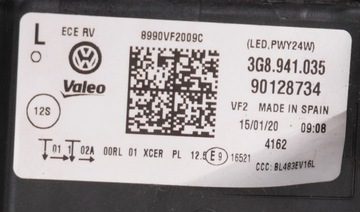 L ECE RV 8990VF2009C (LED,PWY24W)
3G8.941.035
Valeo 90128734
VF2 MADE IN SPAIN
12S 15/01/20 09:08
4162
01 1 02A 00RL 01 XCER PL 12.5 E9 16521
CCC: BL483EV16L